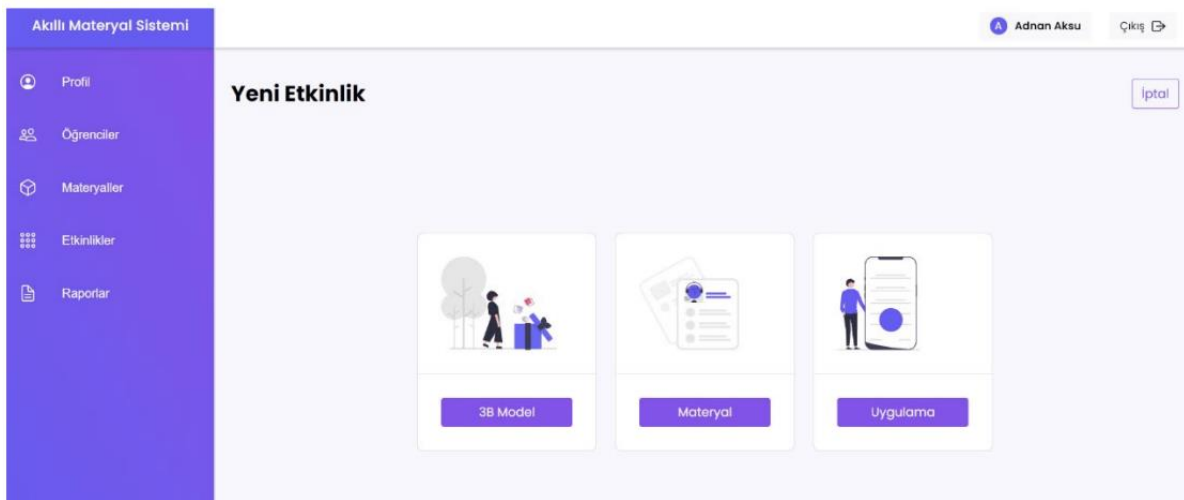 Akıllı Materyal Sistemi
A Adnan Aksu
Çıkış
Profil
Öğrenciler
Materyaller
Etkinlikler
Raporlar
Yeni Etkinlik
İptal
3B Model
Materyal
Uygulama